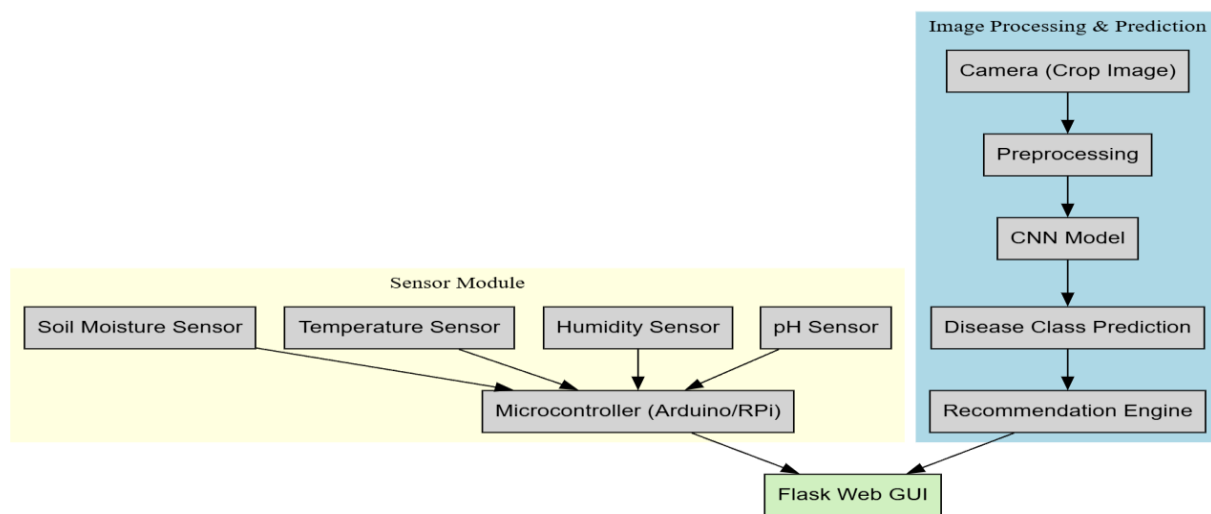 Image Processing & Prediction
Camera (Crop Image)
Preprocessing
CNN Model
Sensor Module
Soil Moisture Sensor
Temperature Sensor
Humidity Sensor
pH Sensor
Disease Class Prediction
Microcontroller (Arduino/RPi)
Recommendation Engine
Flask Web GUI